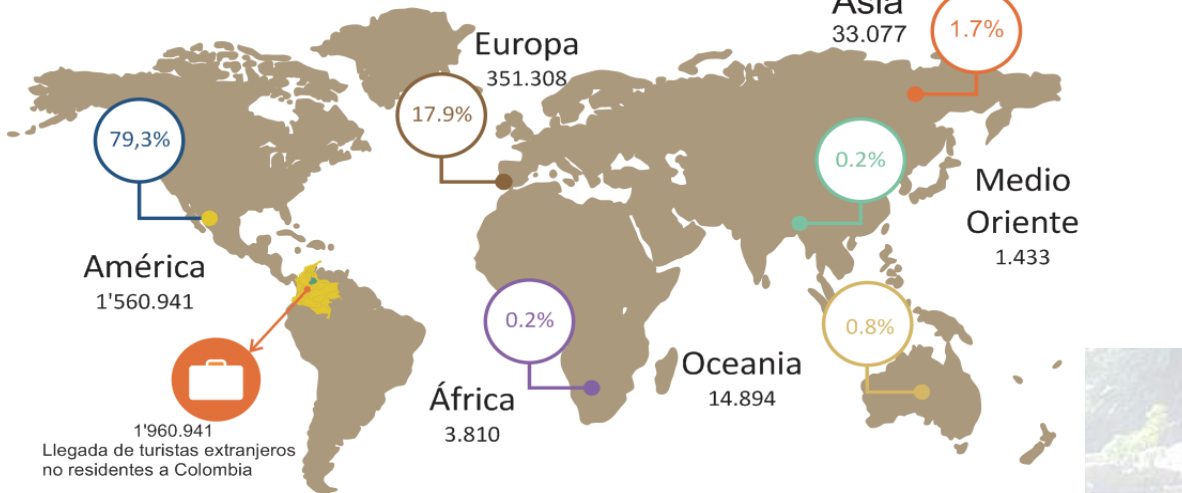 Asia
33.077
1.7%
Europa
351.308
17.9%
79,3%
0.2%
Medio
Oriente
1.433
América
1'560.941
0.2%
0.8%
Oceania
14.894
África
3.810
1'960.941
Llegada de turistas extranjeros
no residentes a Colombia